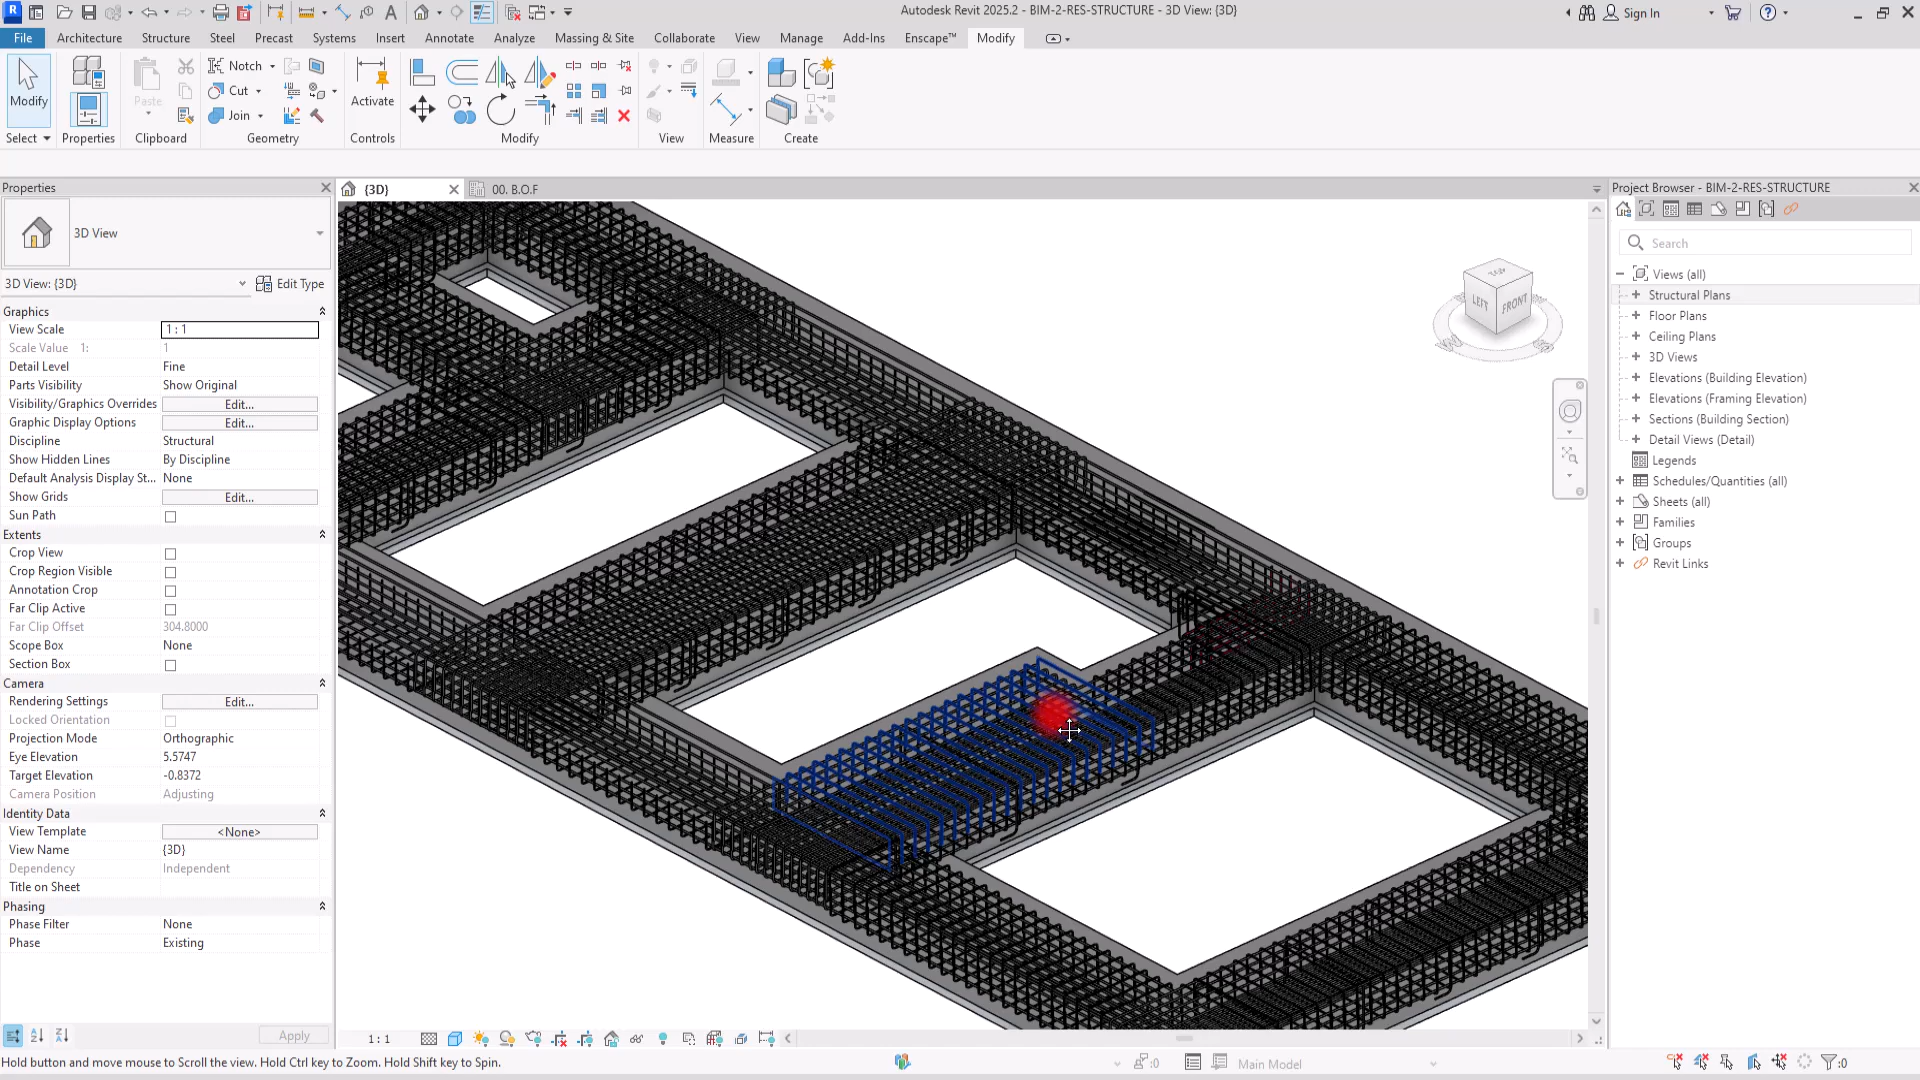 Autodesk Revit 2025.2 - BIM-2-RES-STRUCTURE - 3D View: {3D}
Sign In
File Architecture Structure Steel Precast Systems Insert Annotate Analyze Massing & Site Collaborate View Manage Add-Ins Enscape™ Modify
Modify
Paste
Notch
Cut
Join
Activate
Select Properties Clipboard Geometry Controls Modify View Measure Create
Properties
3D View
3D View: {3D} Edit Type
Graphics
View Scale 1 : 1
Scale Value 1: 1
Detail Level Fine
Parts Visibility Show Original
Visibility/Graphics Overrides Edit...
Graphic Display Options Edit...
Discipline Structural
Show Hidden Lines By Discipline
Default Analysis Display St... None
Show Grids Edit...
Sun Path
Extents
Crop View
Crop Region Visible
Annotation Crop
Far Clip Active
Far Clip Offset 304.8000
Scope Box None
Section Box
Camera
Rendering Settings Edit...
Locked Orientation
Projection Mode Orthographic
Eye Elevation 5.5747
Target Elevation -0.8372
Camera Position Adjusting
Identity Data
View Template <None>
View Name {3D}
Dependency Independent
Title on Sheet
Phasing
Phase Filter None
Phase Existing
Apply
{3D} 00. B.O.F
TOP
LEFT FRONT
1 : 1
Project Browser - BIM-2-RES-STRUCTURE
Search
Views (all)
Structural Plans
Floor Plans
Ceiling Plans
3D Views
Elevations (Building Elevation)
Elevations (Framing Elevation)
Sections (Building Section)
Detail Views (Detail)
Legends
Schedules/Quantities (all)
Sheets (all)
Families
Groups
Revit Links
Hold button and move mouse to Scroll the view. Hold Ctrl key to Zoom. Hold Shift key to Spin.
:0
Main Model
:0